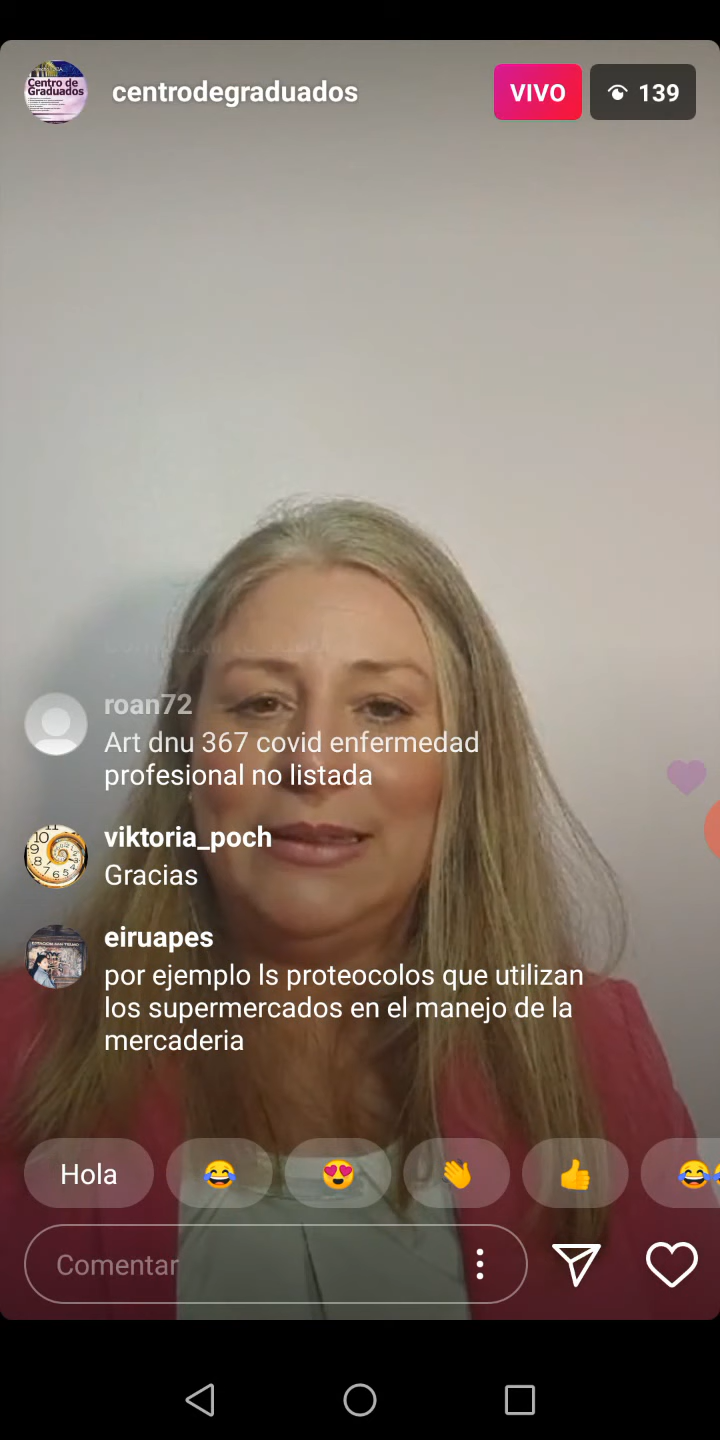 Centro de
Graduados
centrodegraduados
VIVO
139
roan72
Art dnu 367 covid enfermedad
profesional no listada
viktoria_poch
Gracias
eiruapes
por ejemplo ls proteocolos que utilizan
los supermercados en el manejo de la
mercaderia
Hola
Comentar